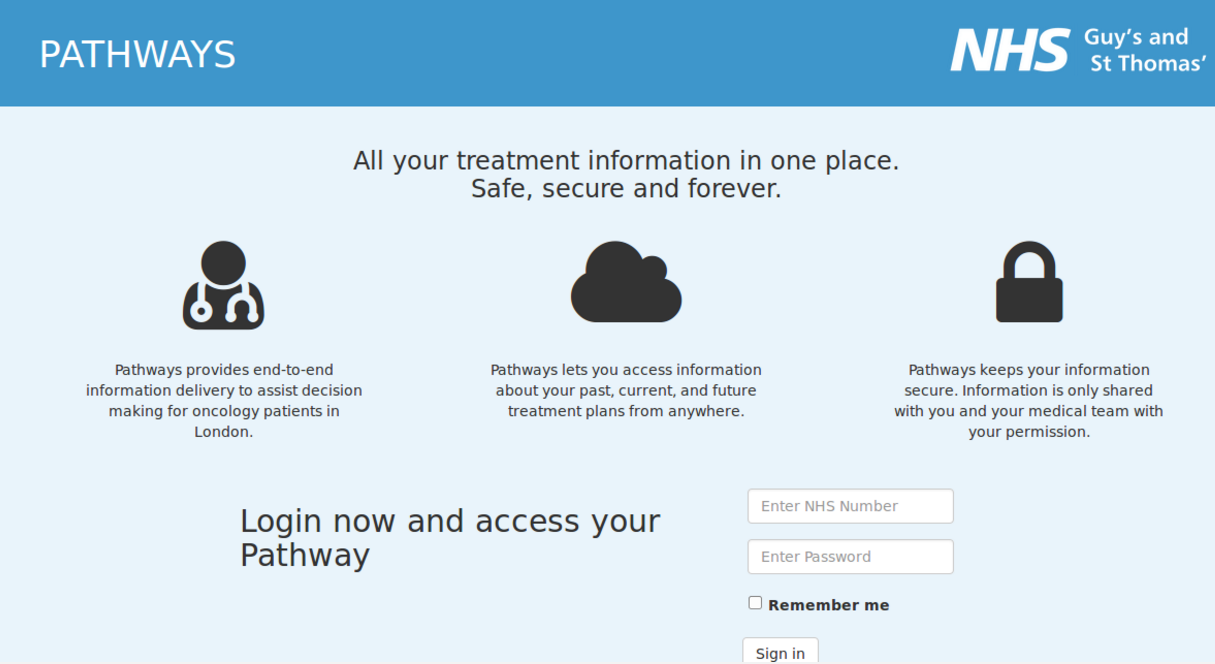 PATHWAYS
NHS Guy's and
St Thomas'
All your treatment information in one place.
Safe, secure and forever.
Pathways provides end-to-end
information delivery to assist decision
making for oncology patients in
London.
Pathways lets you access information
about your past, current, and future
treatment plans from anywhere.
Pathways keeps your information
secure. Information is only shared
with you and your medical team with
your permission.
Login now and access your
Pathway
Enter NHS Number
Enter Password
Remember me
Sign in